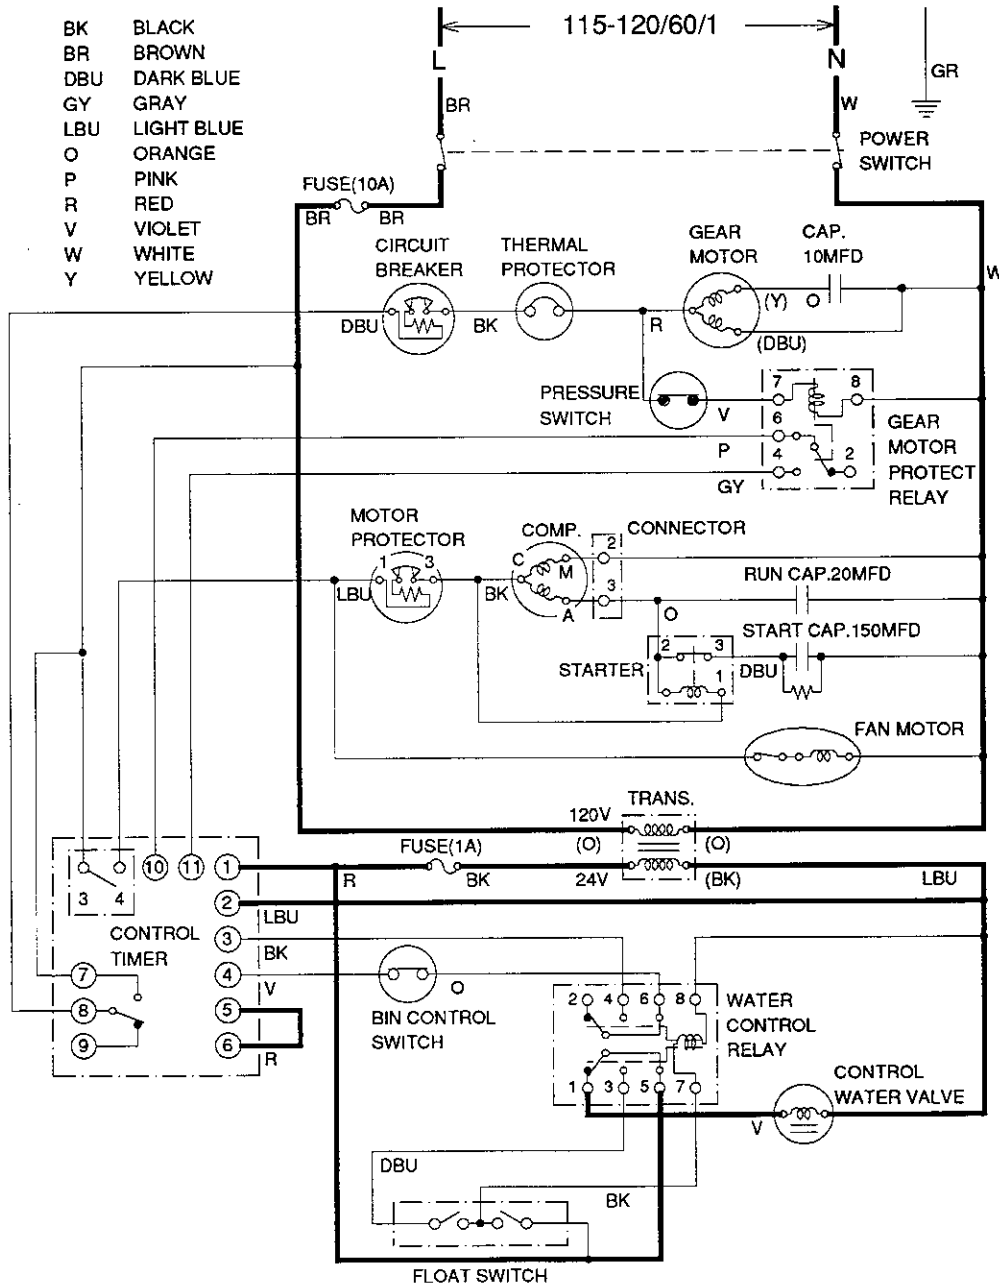 115-120/60/1
BK BLACK
BR BROWN
DBU DARK BLUE
GY GRAY
LBU LIGHT BLUE
O ORANGE
P PINK
R RED
V VIOLET
W WHITE
Y YELLOW
L
N
GR
BR
W
POWER
SWITCH
FUSE(10A)
BR BR
CIRCUIT
BREAKER
THERMAL
PROTECTOR
GEAR
MOTOR
CAP.
10MFD
W
(Y) O
DBU BK R
(DBU)
PRESSURE
SWITCH
V
7 8
6
4 2
P
GY
GEAR
MOTOR
PROTECT
RELAY
MOTOR
PROTECTOR
COMP.
CONNECTOR
1 3
C M A
2
3
LBU BK
O
RUN CAP.20MFD
START CAP.150MFD
STARTER
2 3
1
DBU
FAN MOTOR
TRANS.
120V
(O) (O)
FUSE(1A)
R BK
24V
(BK)
LBU
10 11 1
3 4
2
LBU
CONTROL
TIMER
3
BK
7
4
V
8
5
9
6
R
O
BIN CONTROL
SWITCH
2 4 6 8
WATER
CONTROL
RELAY
1 3 5 7
CONTROL
WATER VALVE
V
DBU
BK
FLOAT SWITCH